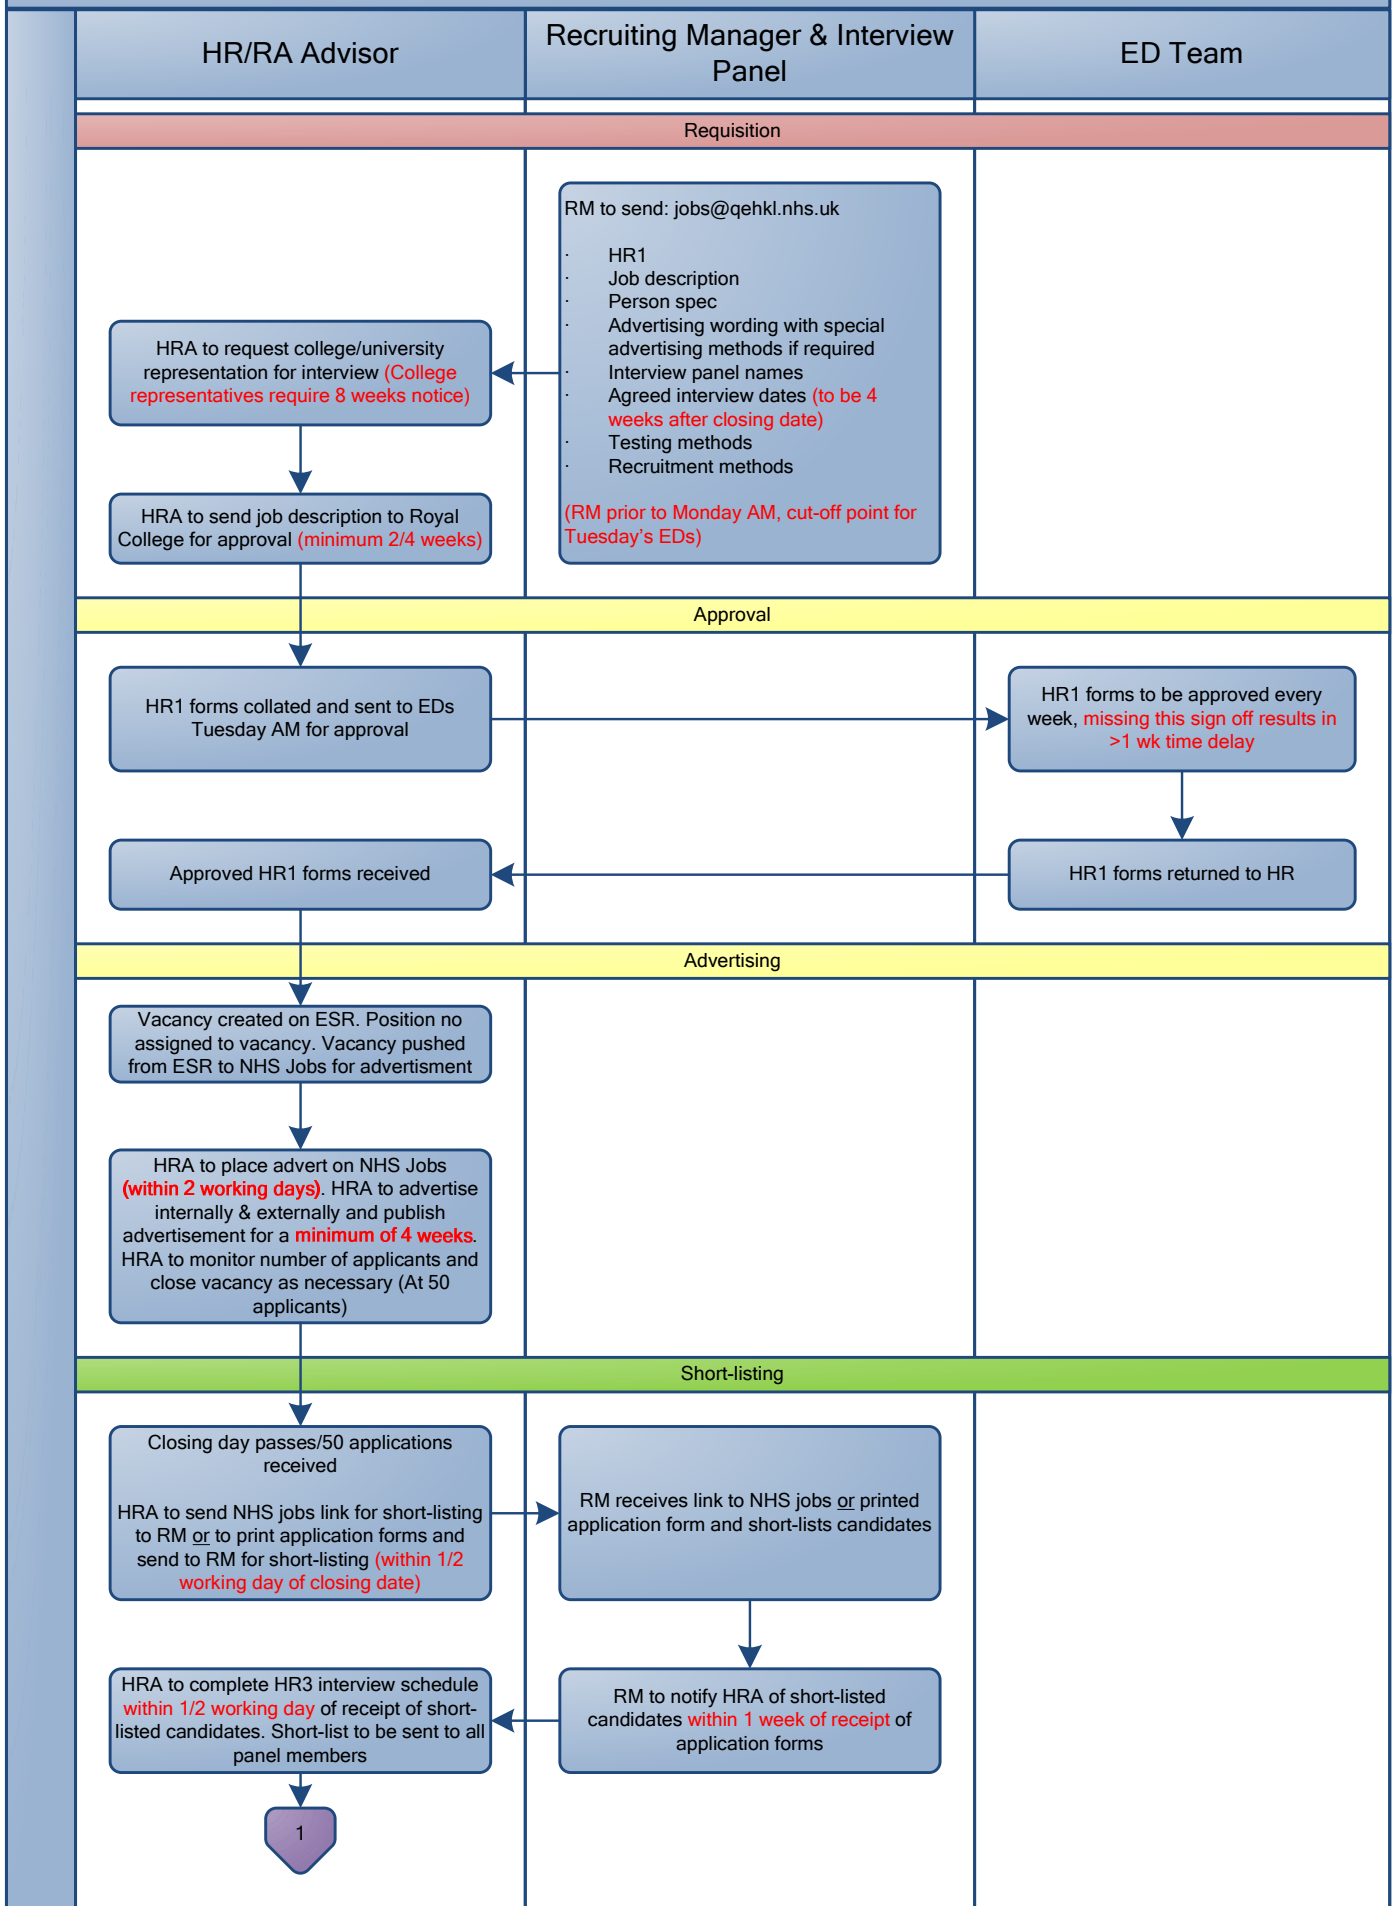 HR/RA Advisor
Recruiting Manager & Interview
Panel
ED Team
Requisition
RM to send: jobs@qehkl.nhs.uk
· HR1
· Job description
· Person spec
· Advertising wording with special
advertising methods if required
· Interview panel names
· Agreed interview dates (to be 4
weeks after closing date)
· Testing methods
· Recruitment methods
(RM prior to Monday AM, cut-off point for
Tuesday's EDs)
HRA to request college/university
representation for interview (College
representatives require 8 weeks notice)
HRA to send job description to Royal
College for approval (minimum 2/4 weeks)
Approval
HR1 forms collated and sent to EDs
Tuesday AM for approval
HR1 forms to be approved every
week, missing this sign off results in
>1 wk time delay
HR1 forms returned to HR
Approved HR1 forms received
Advertising
Vacancy created on ESR. Position no
assigned to vacancy. Vacancy pushed
from ESR to NHS Jobs for advertisment
HRA to place advert on NHS Jobs
(within 2 working days). HRA to advertise
internally & externally and publish
advertisement for a minimum of 4 weeks.
HRA to monitor number of applicants and
close vacancy as necessary (At 50
applicants)
Short-listing
Closing day passes/50 applications
received
HRA to send NHS jobs link for short-listing
to RM or to print application forms and
send to RM for short-listing (within 1/2
working day of closing date)
RM receives link to NHS jobs or printed
application form and short-lists candidates
RM to notify HRA of short-listed
candidates within 1 week of receipt of
application forms
HRA to complete HR3 interview schedule
within 1/2 working day of receipt of short-
listed candidates. Short-list to be sent to all
panel members
1